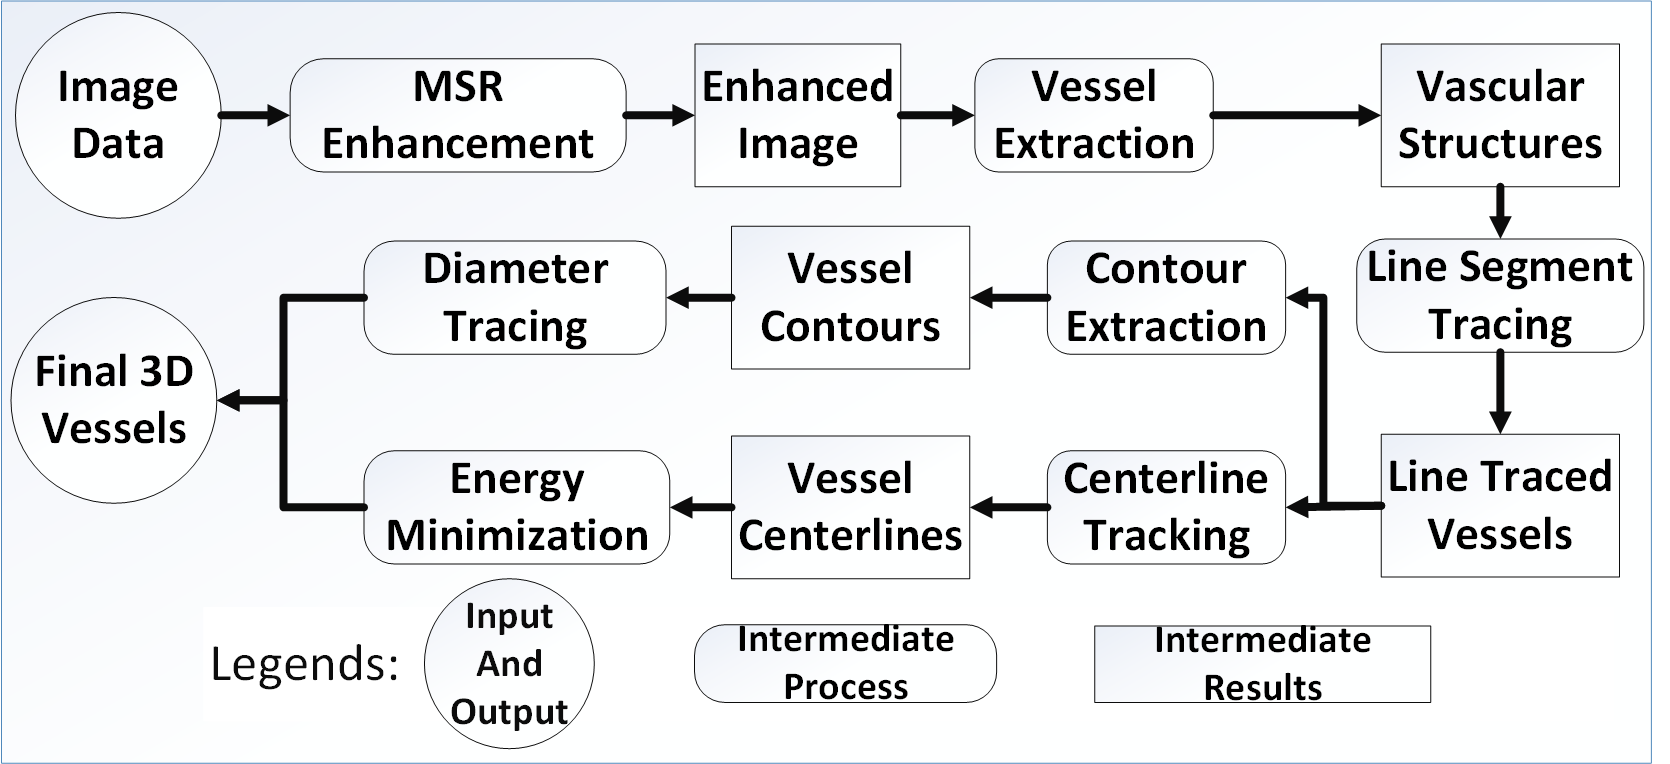 Image
Data
MSR
Enhancement
Enhanced
Image
Vessel
Extraction
Vascular
Structures
Line Segment
Tracing
Line Traced
Vessels
Contour
Extraction
Vessel
Contours
Diameter
Tracing
Centerline
Tracking
Vessel
Centerlines
Energy
Minimization
Final 3D
Vessels
Legends:
Input
And
Output
Intermediate
Process
Intermediate
Results